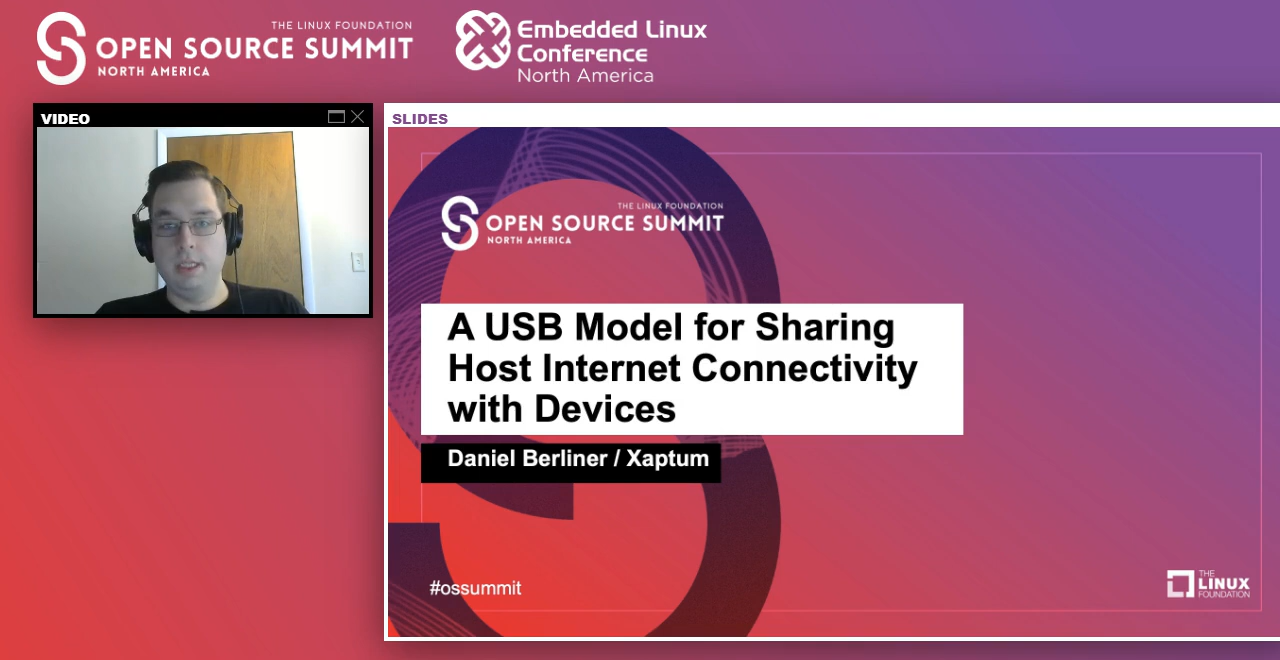 THE LINUX FOUNDATION
OPEN SOURCE SUMMIT
NORTH AMERICA
Embedded Linux
Conference
North America
VIDEO
SLIDES
THE LINUX FOUNDATION
OPEN SOURCE SUMMIT
NORTH AMERICA
A USB Model for Sharing
Host Internet Connectivity
with Devices
Daniel Berliner / Xaptum
#ossummit
THE
LINUX
FOUNDATION